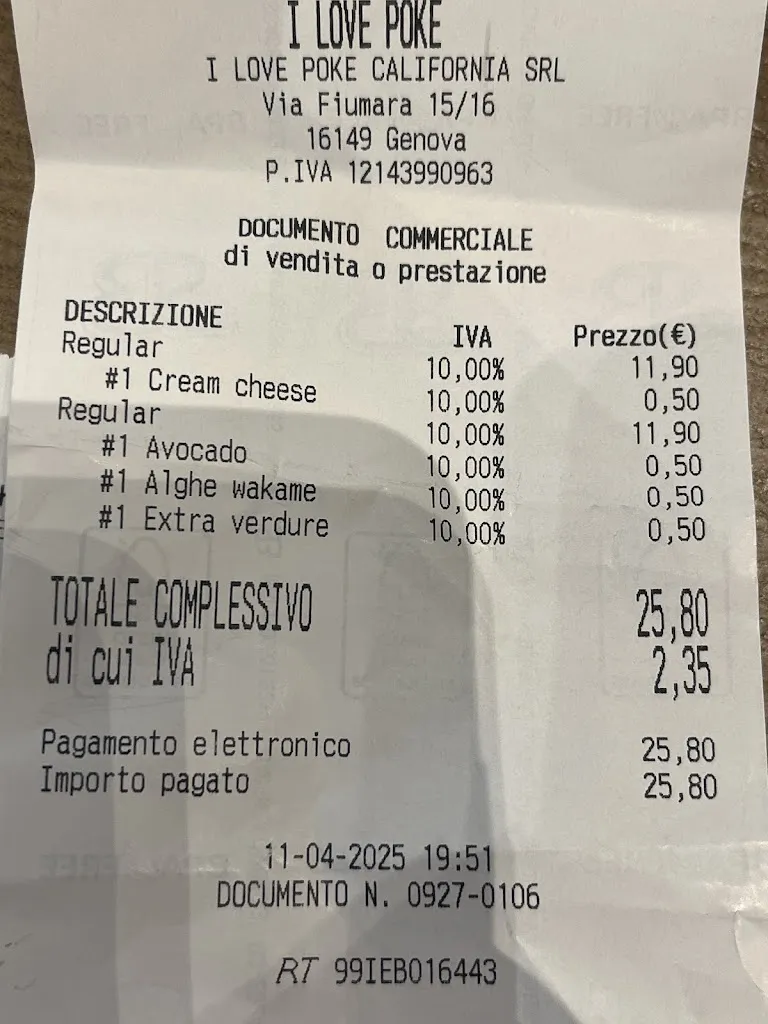 I LOVE POKE
I LOVE POKE CALIFORNIA SRL
Via Fiumara 15/16
16149 Genova
P.IVA 12143990963
DOCUMENTO COMMERCIALE
di vendita o prestazione
DESCRIZIONE IVA Prezzo(€)
Regular 10,00% 11,90
#1 Cream cheese 10,00% 0,50
Regular 10,00% 11,90
#1 Avocado 10,00% 0,50
#1 Alghe wakame 10,00% 0,50
#1 Extra verdure 10,00% 0,50
TOTALE COMPLESSIVO 25,80
di cui IVA 2,35
Pagamento elettronico 25,80
Importo pagato 25,80
11-04-2025 19:51
DOCUMENTO N. 0927-0106
RT 99IEB016443